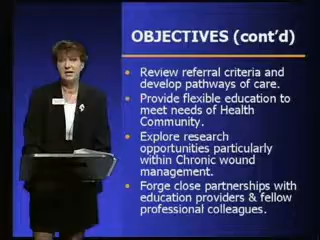 OBJECTIVES (cont'd)
• Review referral criteria and
develop pathways of care.
• Provide flexible education to
meet needs of Health
Community.
• Explore research
opportunities particularly
within Chronic wound
management.
• Forge close partnerships with
education providers & fellow
professional colleagues.